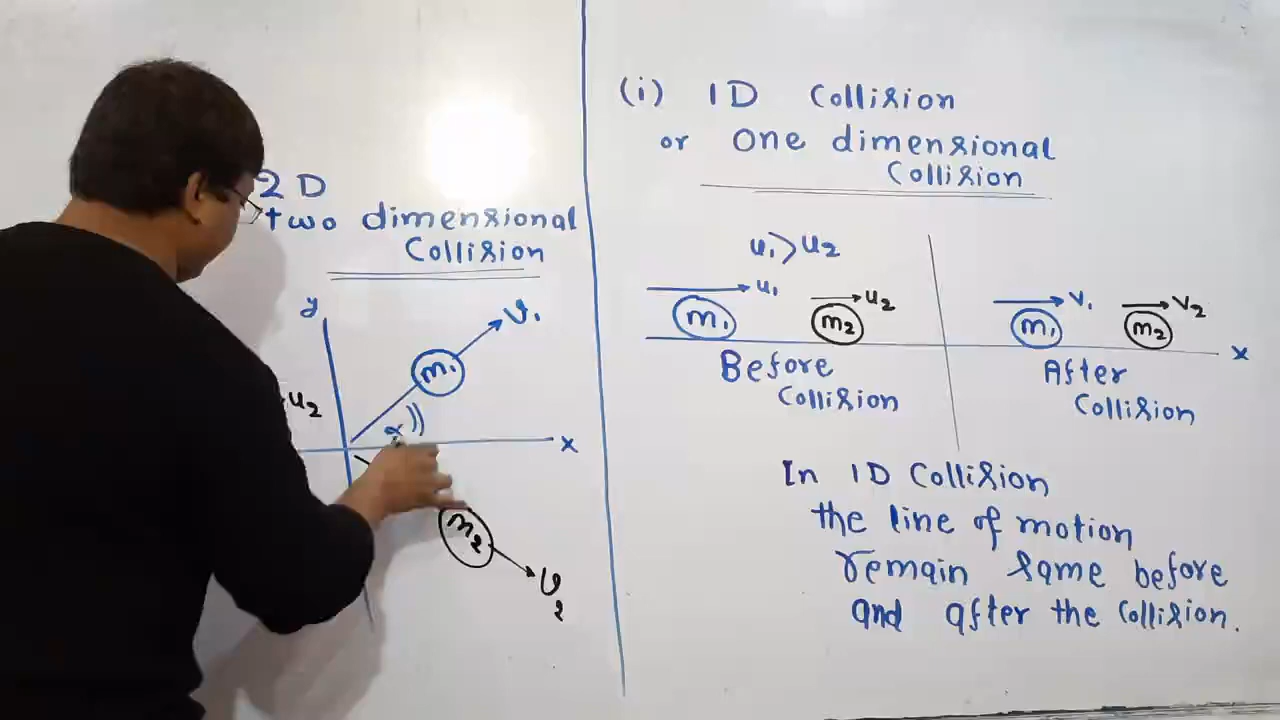 2D
two dimensional
Collision
y
v₁
m₁
u₂
α
x
m₂
v₂
(i) 1D Collision
or One dimensional
Collision
u₁>u₂
u₁
u₂
m₁
m₂
Before
Collision
v₁
v₂
m₁
m₂
x
After
Collision
In 1D Collision
the line of motion
remain same before
and after the Collision.